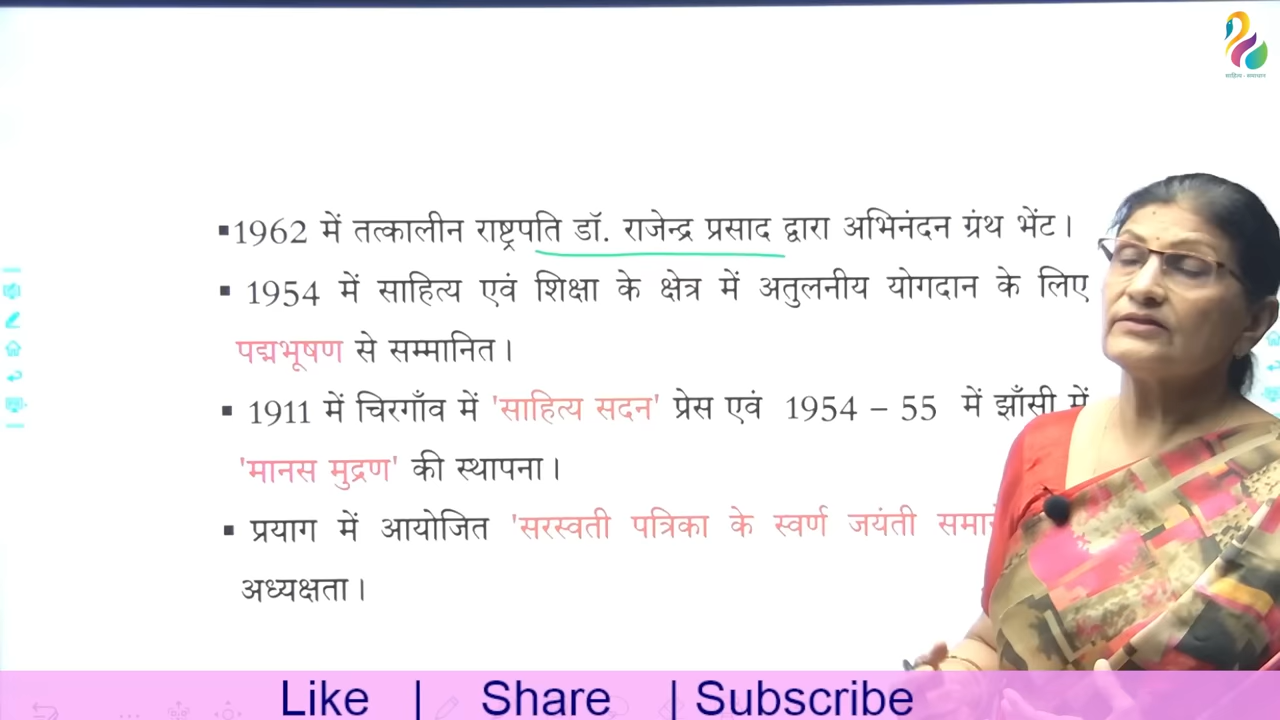 साहित्य - समाचार
▪1962 में तत्कालीन राष्ट्रपति डॉ. राजेन्द्र प्रसाद द्वारा अभिनंदन ग्रंथ भेंट।
▪ 1954 में साहित्य एवं शिक्षा के क्षेत्र में अतुलनीय योगदान के लिए
पद्मभूषण से सम्मानित।
▪ 1911 में चिरगाँव में 'साहित्य सदन' प्रेस एवं 1954 – 55 में झाँसी में
'मानस मुद्रण' की स्थापना।
▪ प्रयाग में आयोजित 'सरस्वती पत्रिका के स्वर्ण जयंती
अध्यक्षता।
Like | Share | Subscribe